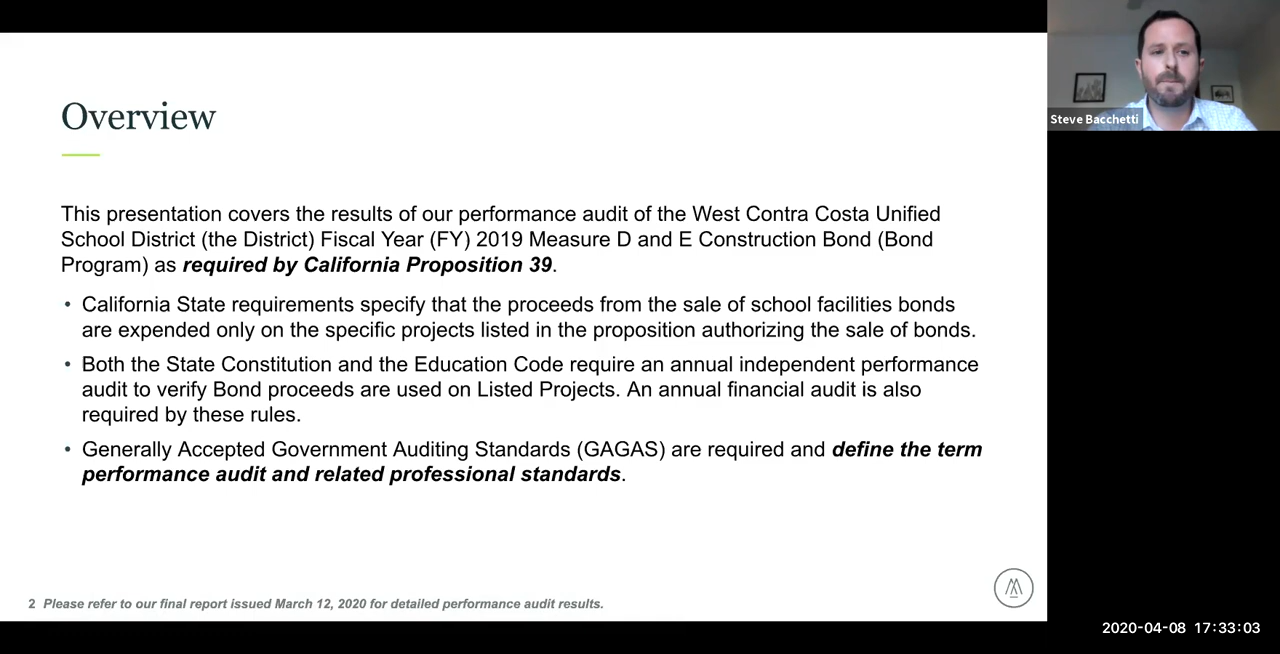 Overview
This presentation covers the results of our performance audit of the West Contra Costa Unified
School District (the District) Fiscal Year (FY) 2019 Measure D and E Construction Bond (Bond
Program) as required by California Proposition 39.
• California State requirements specify that the proceeds from the sale of school facilities bonds
are expended only on the specific projects listed in the proposition authorizing the sale of bonds.
• Both the State Constitution and the Education Code require an annual independent performance
audit to verify Bond proceeds are used on Listed Projects. An annual financial audit is also
required by these rules.
• Generally Accepted Government Auditing Standards (GAGAS) are required and define the term
performance audit and related professional standards.
2 Please refer to our final report issued March 12, 2020 for detailed performance audit results.
Steve Bacchetti
2020-04-08 17:33:03